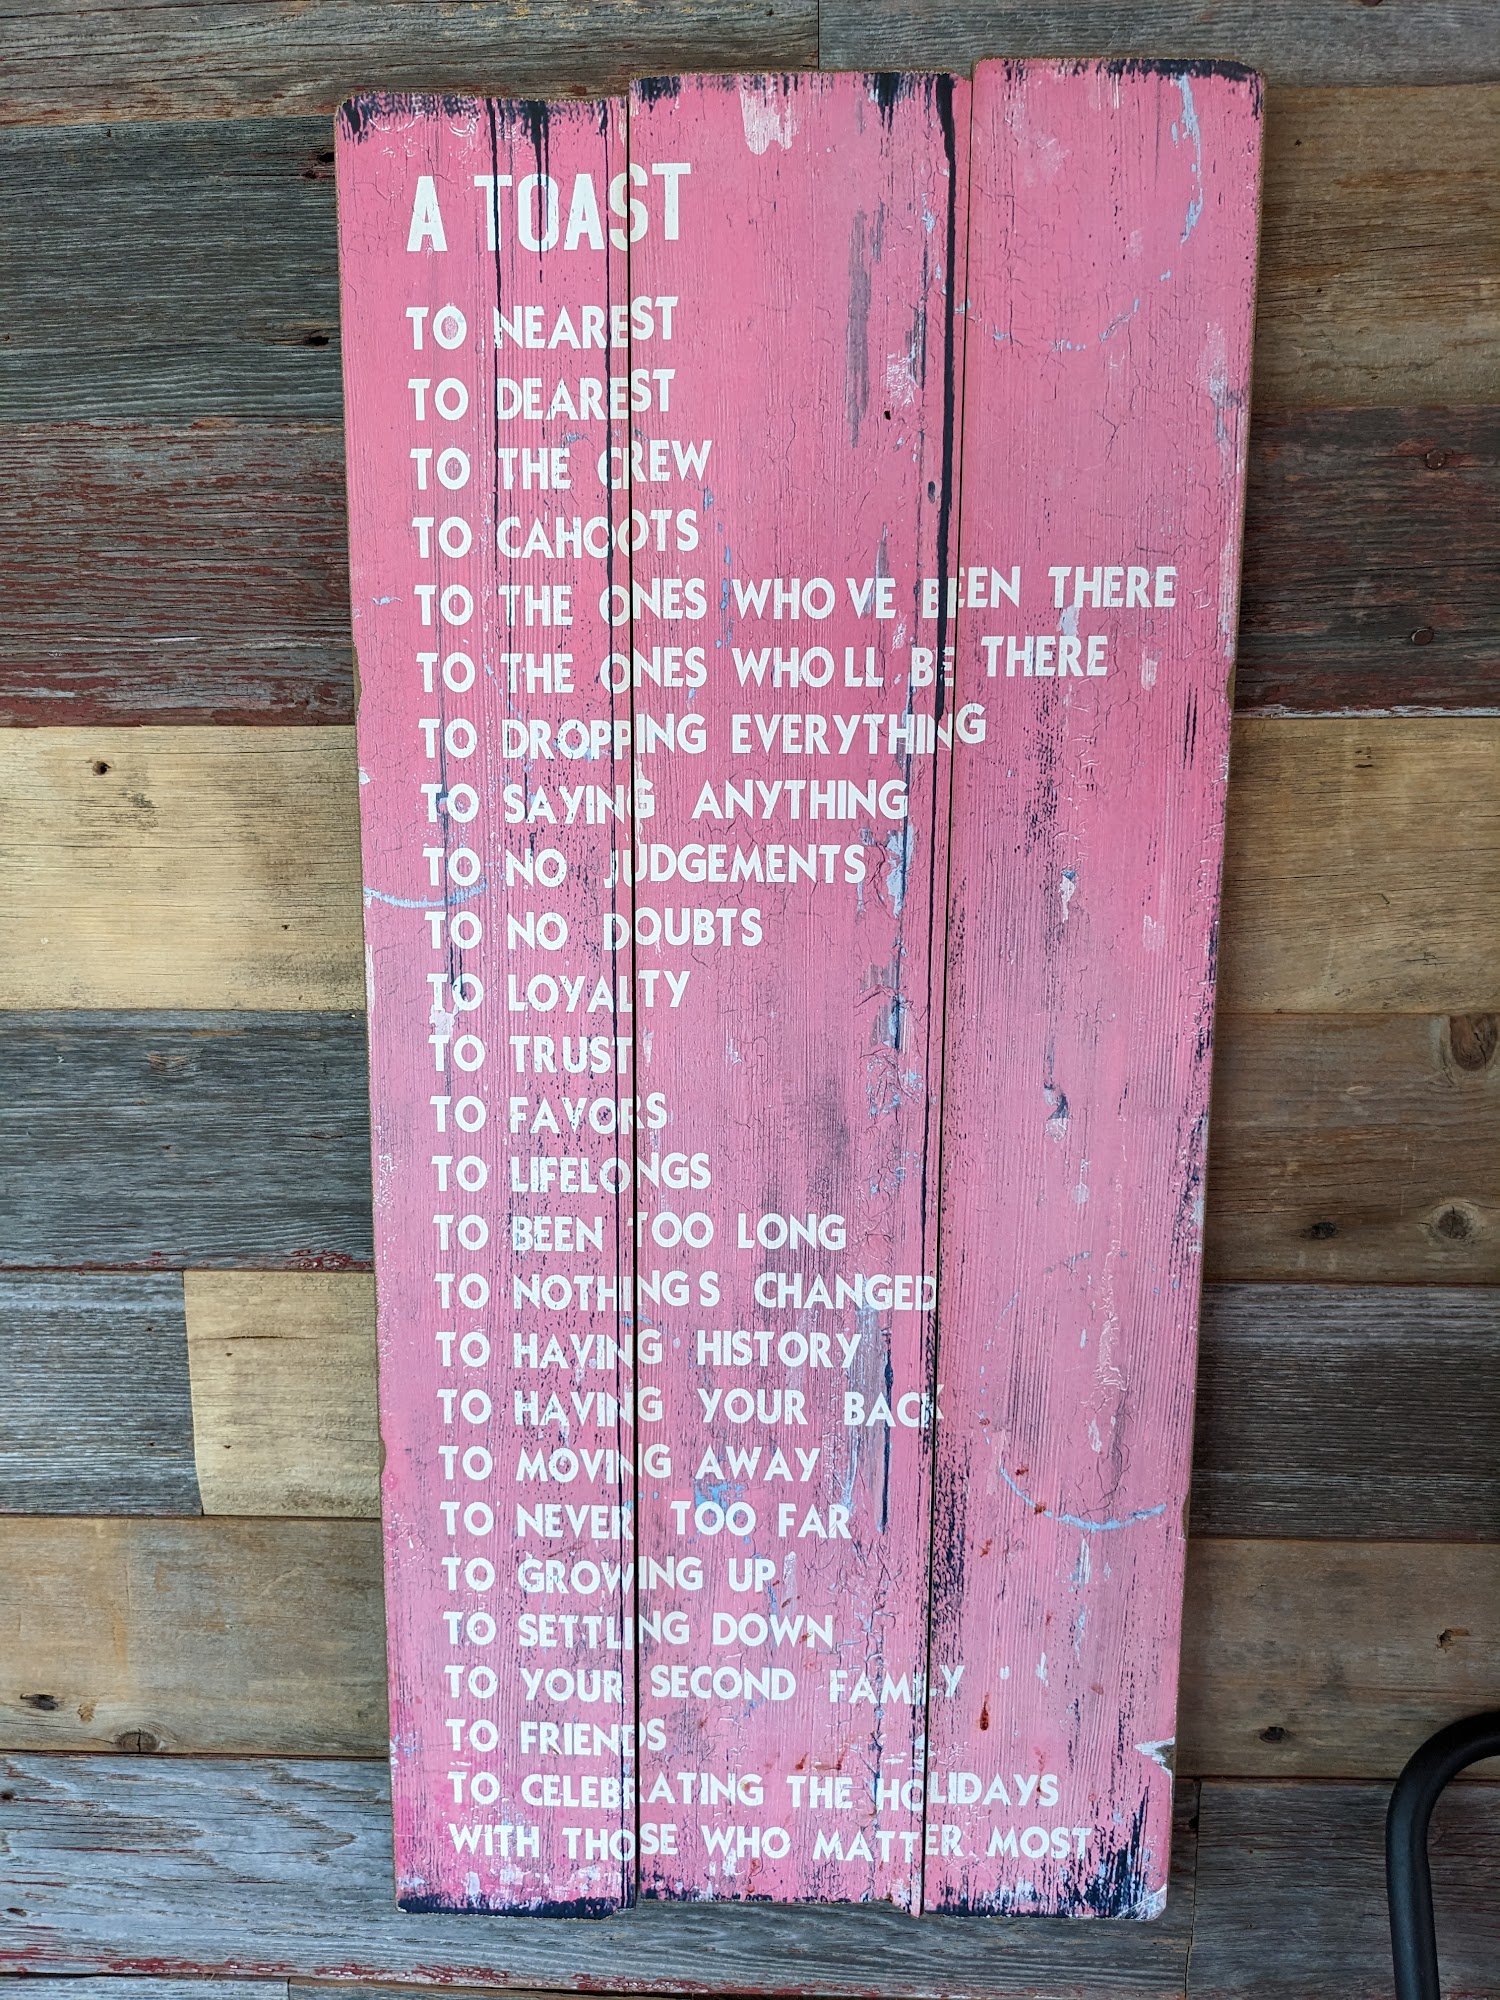 A TOAST
TO NEAREST
TO DEAREST
TO THE CREW
TO CAHOOTS
TO THE ONES WHO VE BEEN THERE
TO THE ONES WHO LL BE THERE
TO DROPPING EVERYTHING
TO SAYING ANYTHING
TO NO JUDGEMENTS
TO NO DOUBTS
TO LOYALTY
TO TRUST
TO FAVORS
TO LIFELONGS
TO BEEN TOO LONG
TO NOTHING S CHANGED
TO HAVING HISTORY
TO HAVING YOUR BACK
TO MOVING AWAY
TO NEVER TOO FAR
TO GROWING UP
TO SETTLING DOWN
TO YOUR SECOND FAMILY
TO FRIENDS
TO CELEBRATING THE HOLIDAYS
WITH THOSE WHO MATTER MOST